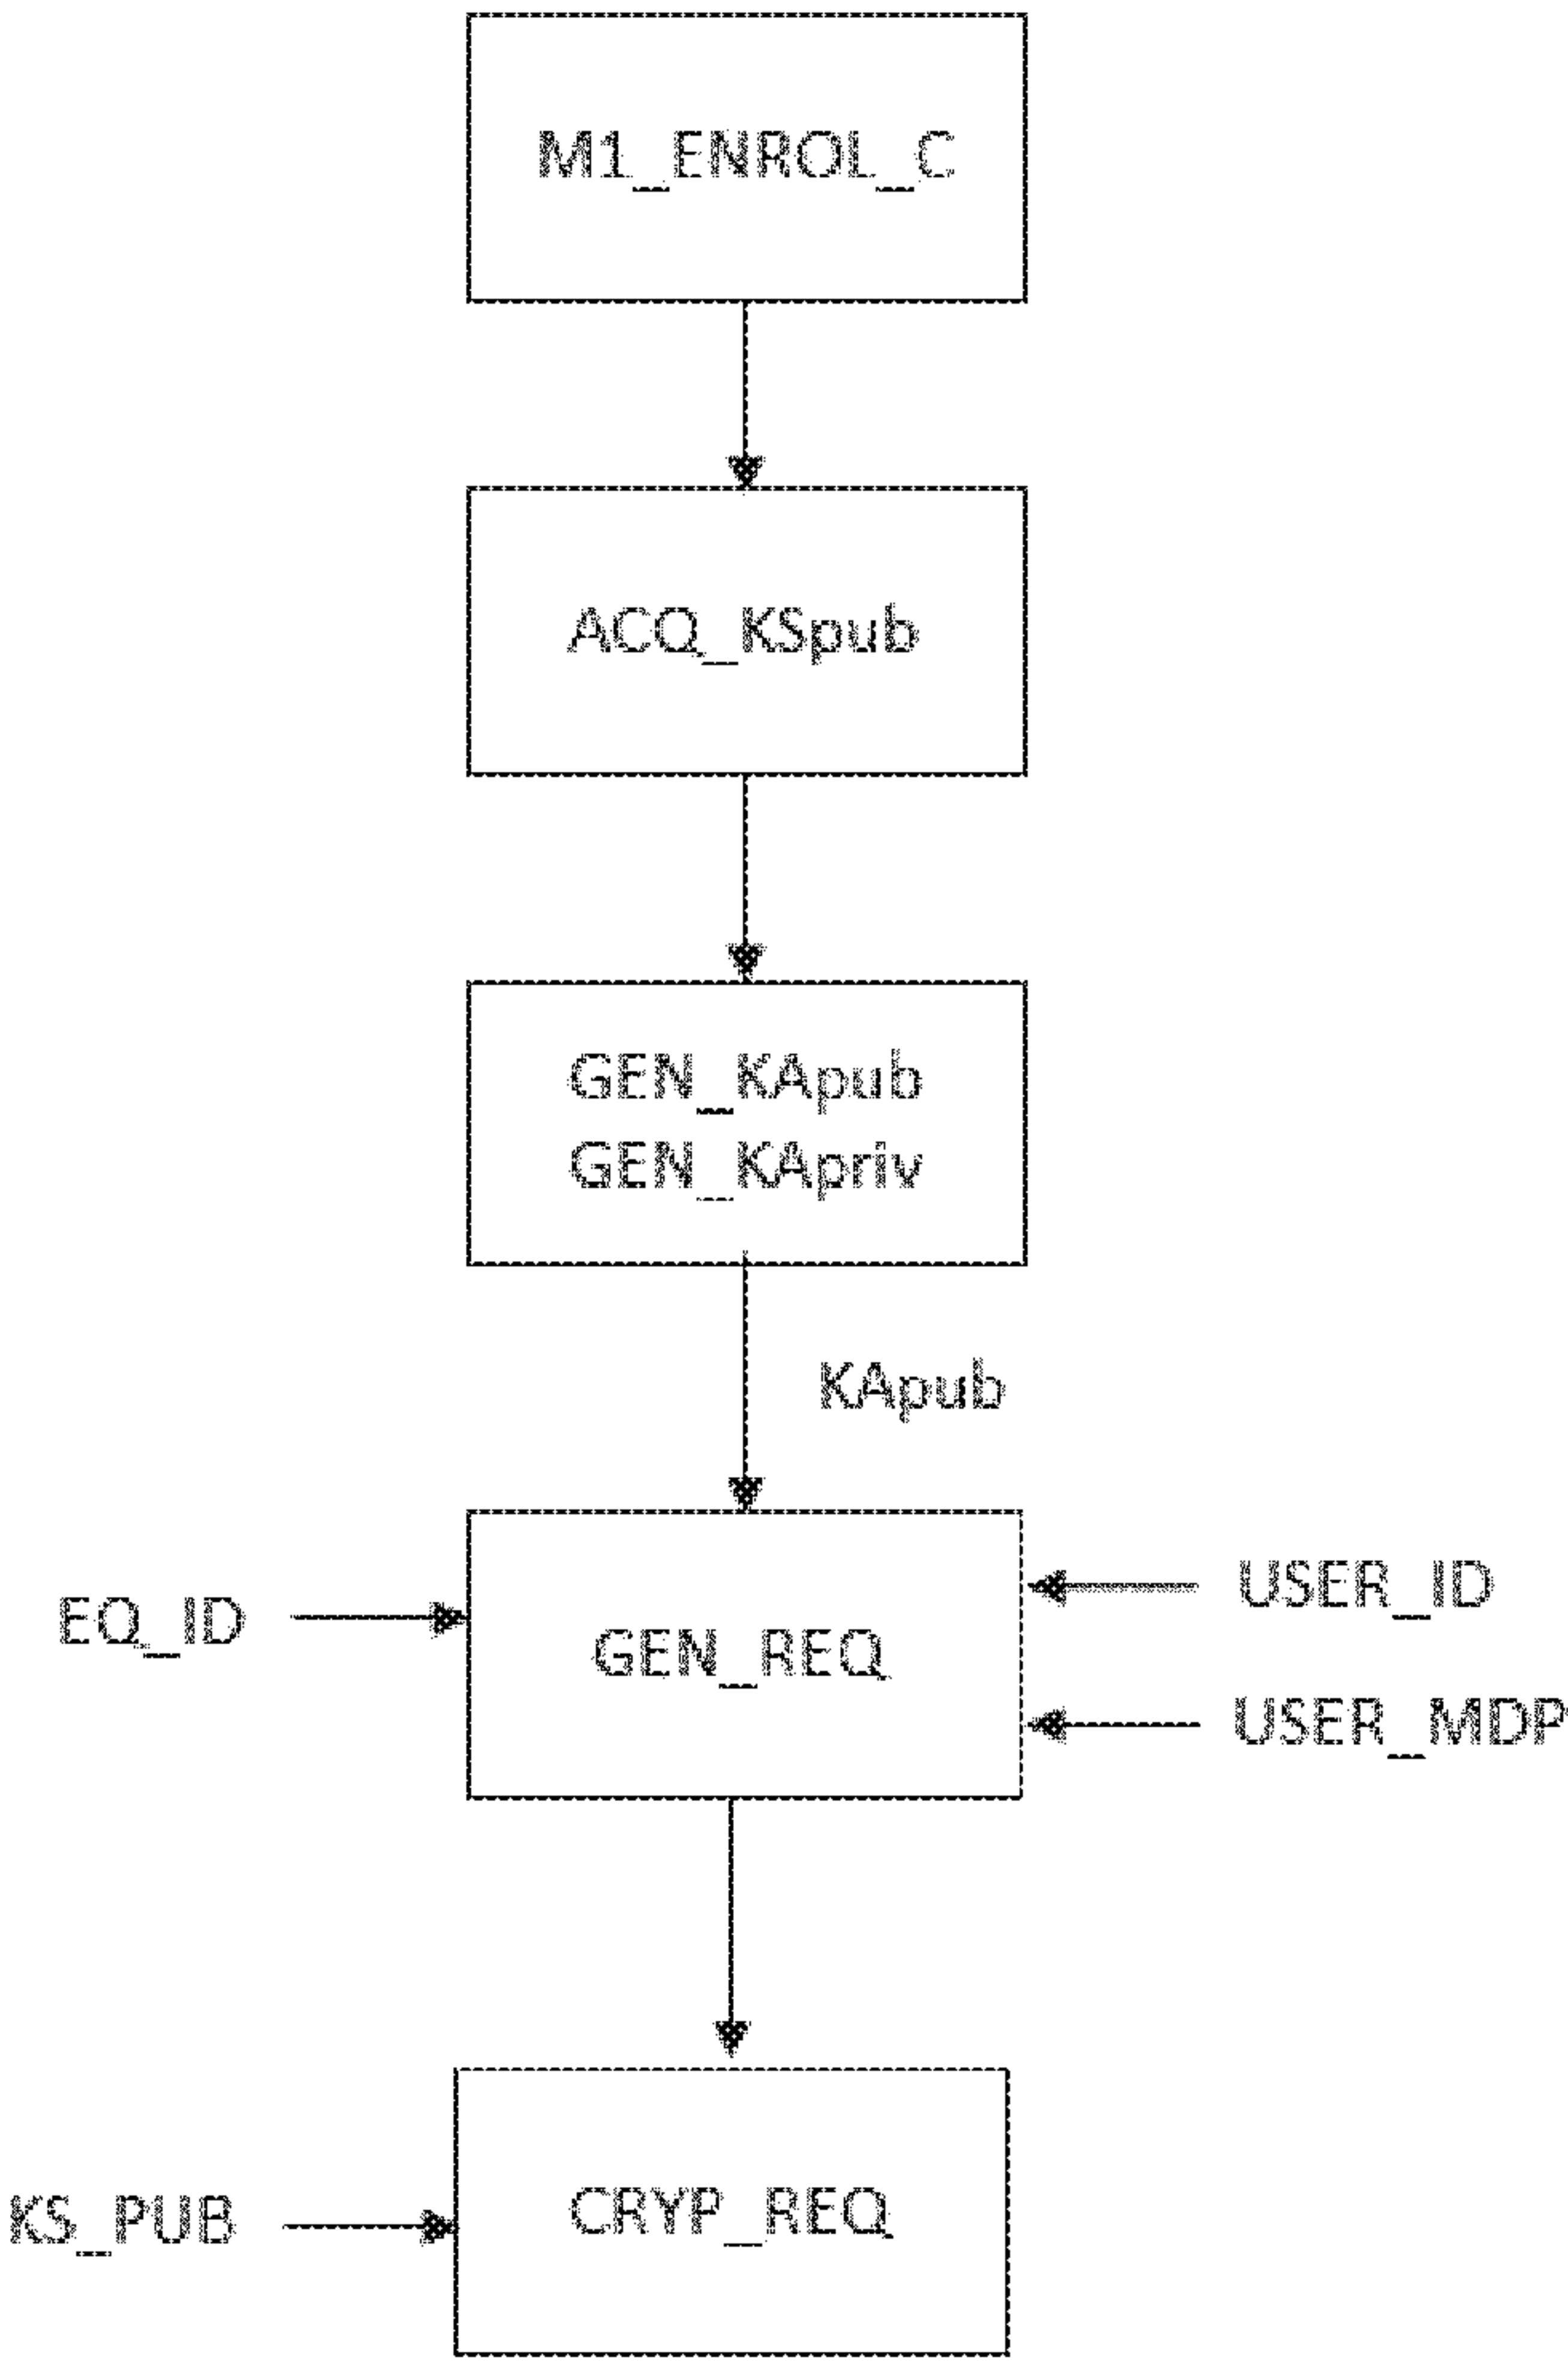 M1_ENROL_C
ACQ_KSpub
GEN_KApub
GEN_KApriv
KApub
EQ_ID
GEN_REQ
USER_ID
USER_MDP
KS_PUB
CRYP_REQ